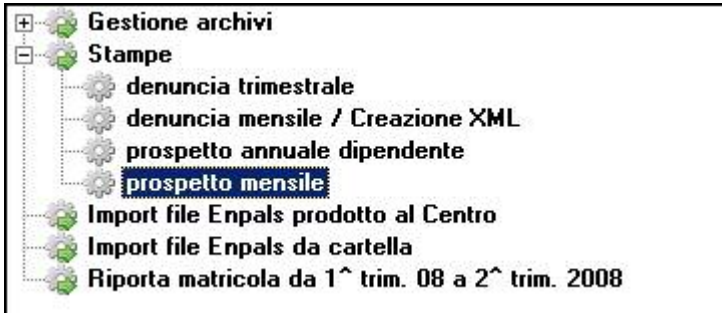 Gestione archivi
Stampe
denuncia trimestrale
denuncia mensile / Creazione XML
prospetto annuale dipendente
prospetto mensile
Import file Enpals prodotto al Centro
Import file Enpals da cartella
Riporta matricola da 1^ trim. 08 a 2^ trim. 2008